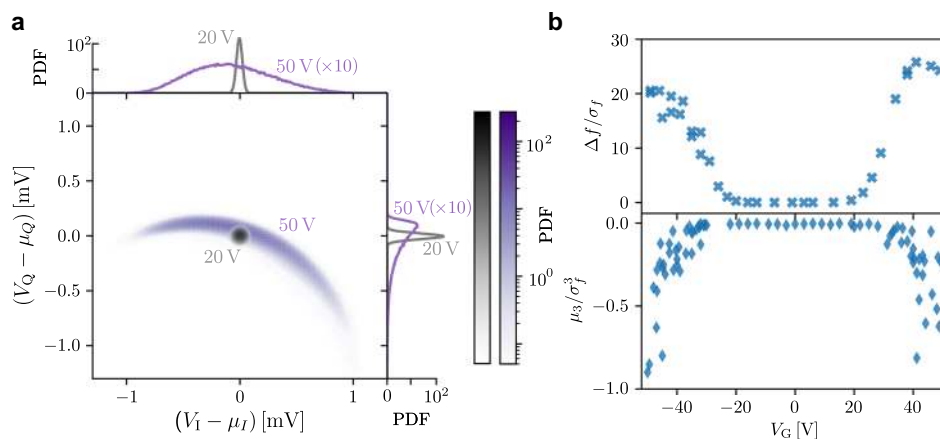 a
b
PDF
10²
0
20 V
50 V(×10)
(V_Q − μ_Q) [mV]
1.0
0.5
0.0
−0.5
−1.0
50 V
20 V
50 V(×10)
20 V
−1
0
1
(V_I − μ_I) [mV]
0
10²
PDF
10²
10⁰
PDF
Δf/σ_f
30
20
10
0
μ₃/σ_f³
0.0
−0.5
−1.0
−40
−20
0
20
40
V_G [V]